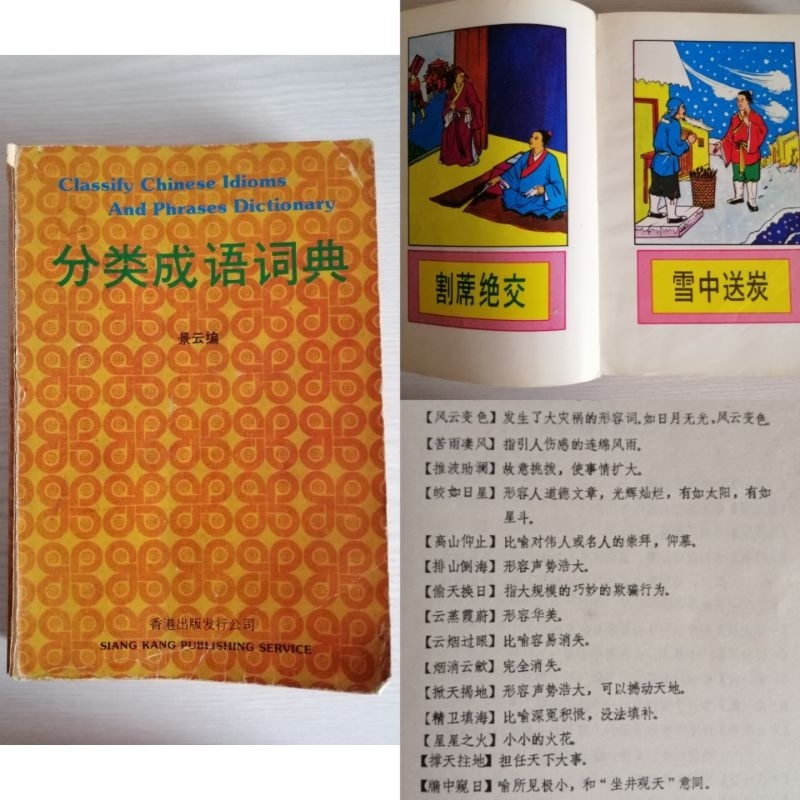 Classify Chinese Idioms
And Phrases Dictionary
分类成语词典
景云编
香港出版发行公司
SIANG KANG PUBLISHING SERVICE
割蓆绝交
雪中送炭
【风云变色】发生了大灾祸的形容词。如日月无光，风云变色。
【苦雨凄风】指引人伤感的连绵风雨。
【推波助澜】故意挑拨，使事情扩大。
【皎如日星】形容人道德文章，光辉灿烂，有如太阳，有如
星斗。
【高山仰止】比喻对伟人或名人的崇拜，仰慕。
【排山倒海】形容声势浩大。
【偷天换日】指大规模的巧妙的欺骗行为。
【云蒸霞蔚】形容华美。
【云烟过眼】比喻容易消失。
【烟消云散】完全消失。
【掀天揭地】形容声势浩大，可以撼动天地。
【精卫填海】比喻深冤积恨，没法填补。
【星星之火】小小的火花。
【撑天拄地】担任天下大事。
【牖中窥日】喻所见极小，和“坐井观天”意同。